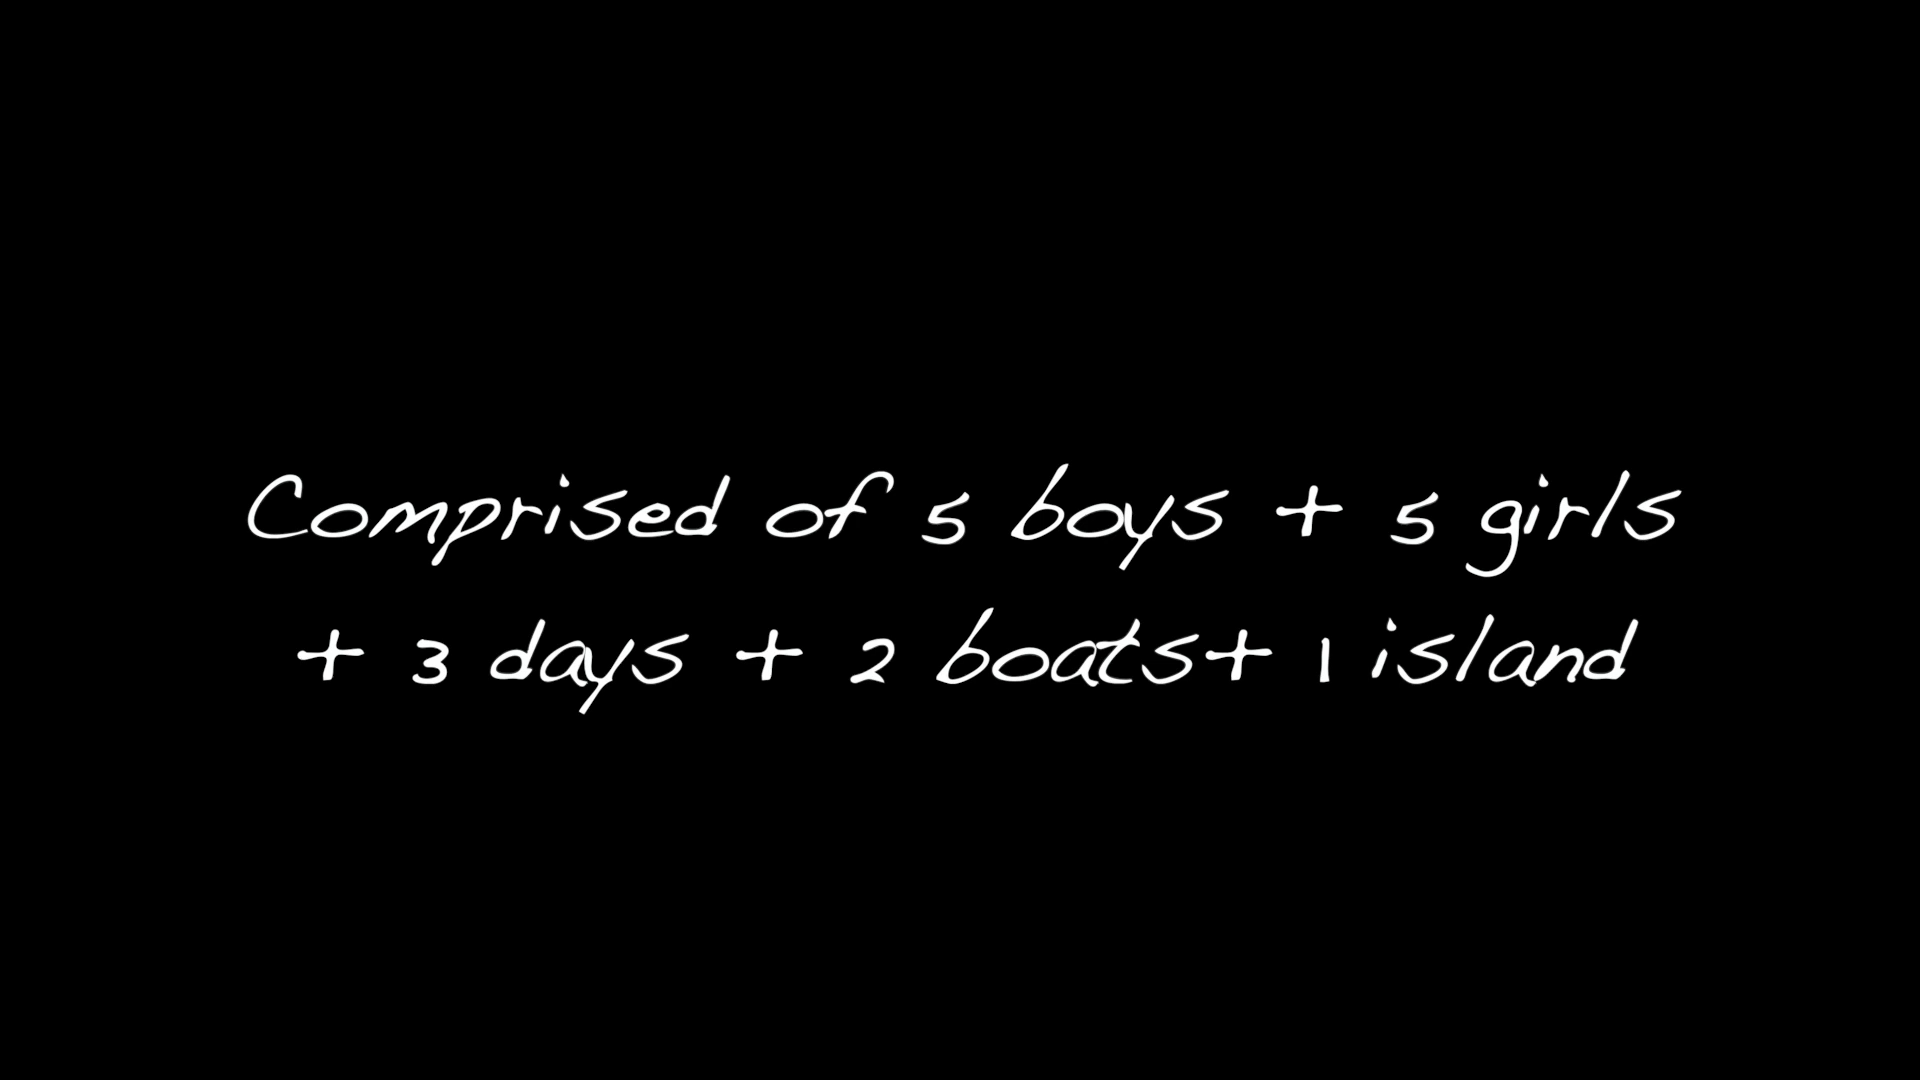 Comprised of 5 boys + 5 girls
+ 3 days + 2 boats+ 1 island